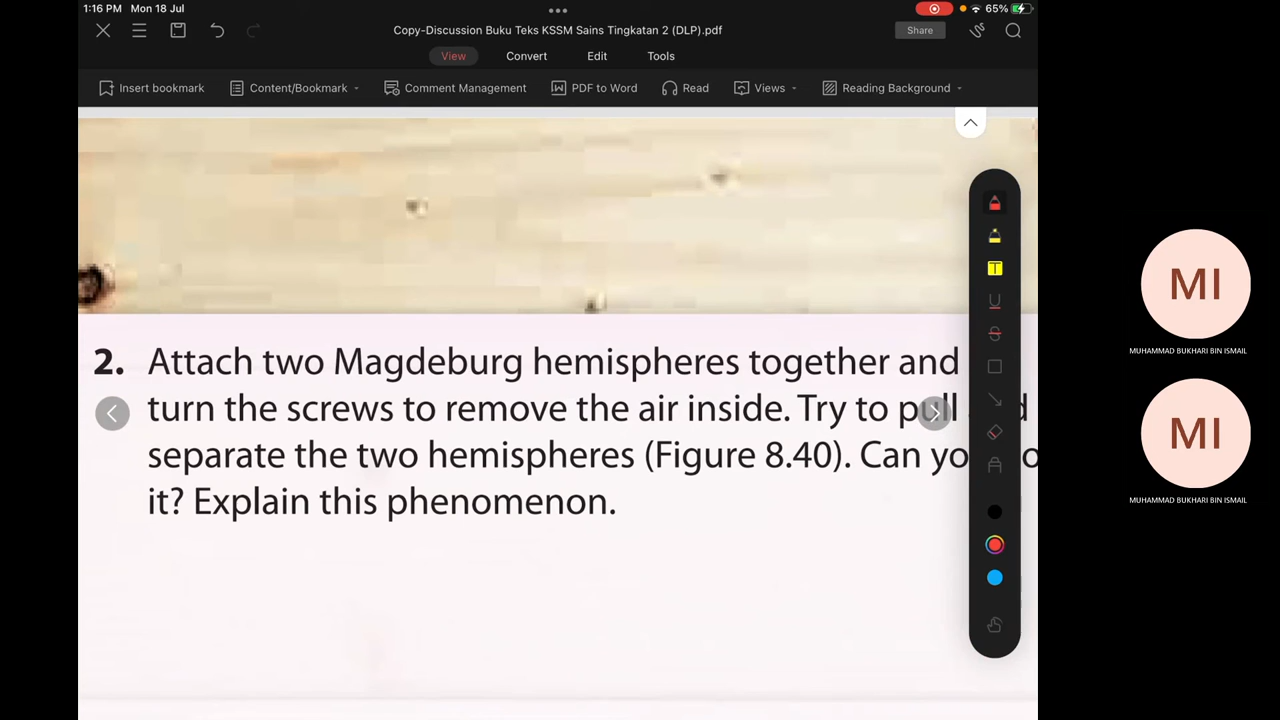 1:16 PM Mon 18 Jul
65%
Copy-Discussion Buku Teks KSSM Sains Tingkatan 2 (DLP).pdf
Share
View Convert Edit Tools
Insert bookmark Content/Bookmark Comment Management PDF to Word Read Views Reading Background
T
U
S
2. Attach two Magdeburg hemispheres together and
turn the screws to remove the air inside. Try to pull
separate the two hemispheres (Figure 8.40). Can
it? Explain this phenomenon.
MI
MUHAMMAD BUKHARI BIN ISMAIL
MI
MUHAMMAD BUKHARI BIN ISMAIL